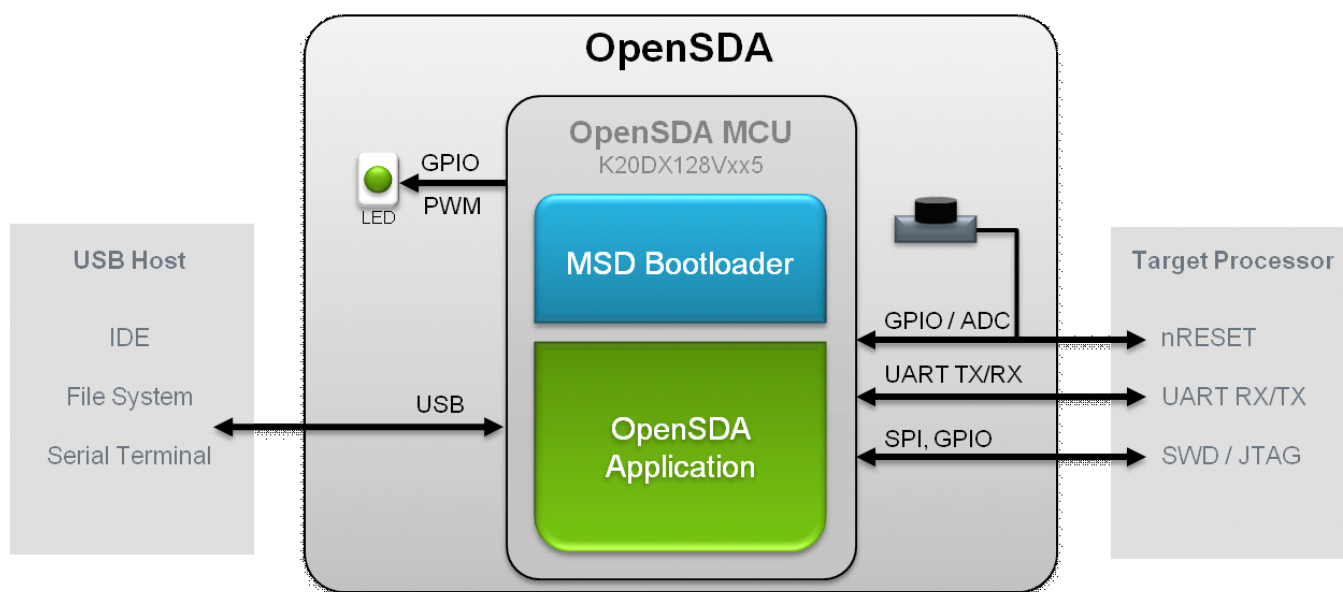 OpenSDA
OpenSDA MCU
K20DX128Vxx5
GPIO
PWM
LED
MSD Bootloader
USB Host
IDE
File System
Serial Terminal
USB
OpenSDA
Application
GPIO / ADC
UART TX/RX
SPI, GPIO
Target Processor
nRESET
UART RX/TX
SWD / JTAG